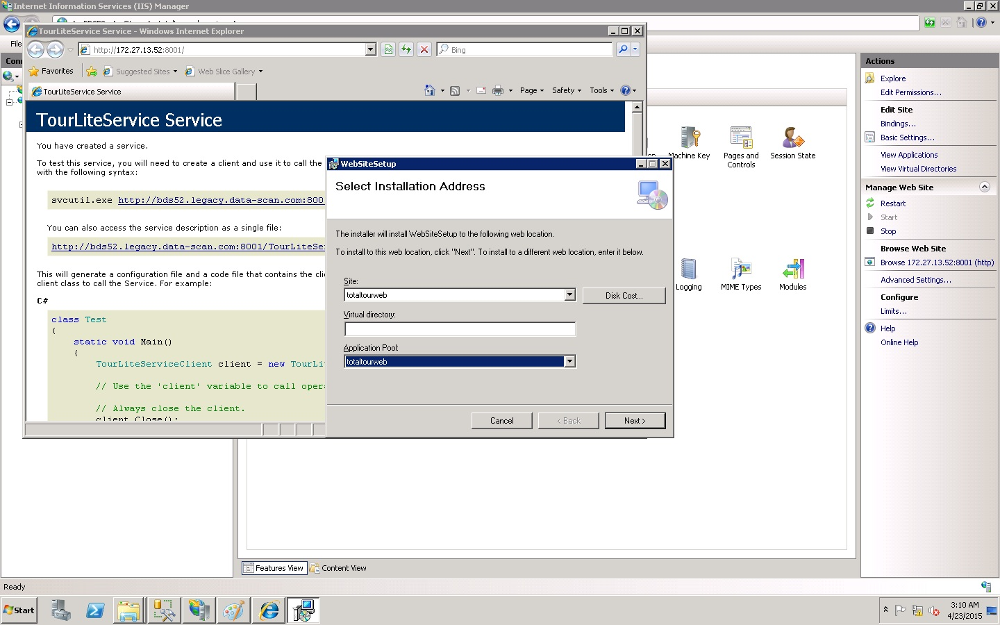 Internet Information Services (IIS) Manager
File
TourLiteService Service - Windows Internet Explorer
http://172.27.13.52:8001/
Bing
Favorites
Suggested Sites
Web Slice Gallery
TourLiteService Service
Page
Safety
Tools
TourLiteService Service
You have created a service.
To test this service, you will need to create a client and use it to call the
with the following syntax:
svcutil.exe http://bds52.legacy.data-scan.com:800
You can also access the service description as a single file:
http://bds52.legacy.data-scan.com:8001/TourLiteSe
This will generate a configuration file and a code file that contains the clie
client class to call the Service. For example:
C#
class Test
{
static void Main()
{
TourLiteServiceClient client = new TourLi
// Use the 'client' variable to call opera
// Always close the client.
client.Close();
WebSiteSetup
Select Installation Address
The installer will install WebSiteSetup to the following web location.
To install to this web location, click "Next". To install to a different web location, enter it below.
Site:
totaltourweb
Disk Cost...
Virtual directory:
Application Pool:
totaltourweb
Cancel
< Back
Next >
Machine Key
Pages and
Controls
Session State
Logging
MIME Types
Modules
Actions
Explore
Edit Permissions...
Edit Site
Bindings...
Basic Settings...
View Applications
View Virtual Directories
Manage Web Site
Restart
Start
Stop
Browse Web Site
Browse 172.27.13.52:8001 (http)
Advanced Settings...
Configure
Limits...
Help
Online Help
Features View
Content View
Ready
Start
3:10 AM
4/23/2015